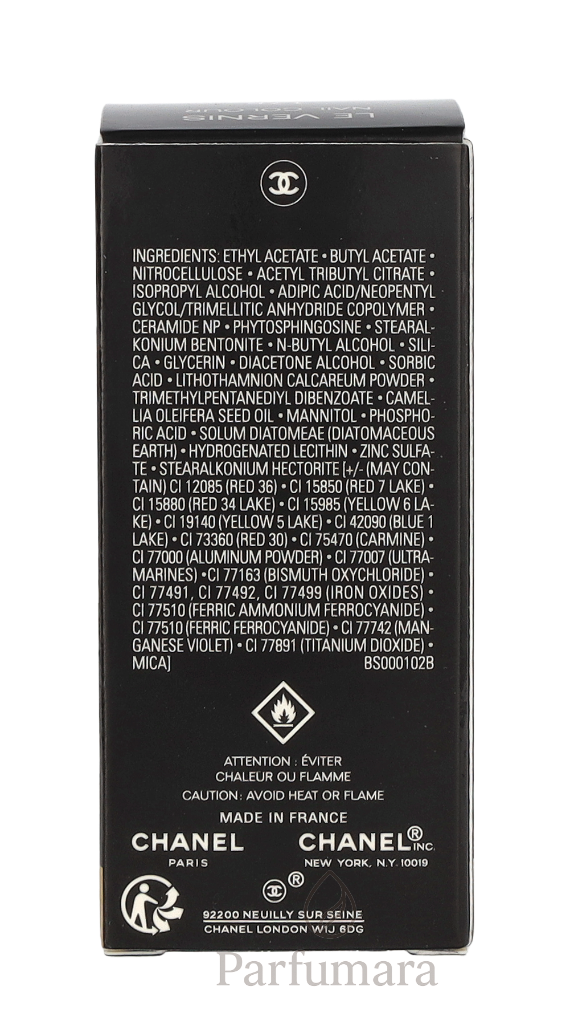 LE VERNIS
NAIL COLOUR
INGREDIENTS: ETHYL ACETATE • BUTYL ACETATE •
NITROCELLULOSE • ACETYL TRIBUTYL CITRATE •
ISOPROPYL ALCOHOL • ADIPIC ACID/NEOPENTYL
GLYCOL/TRIMELLITIC ANHYDRIDE COPOLYMER •
CERAMIDE NP • PHYTOSPHINGOSINE • STEARAL-
KONIUM BENTONITE • N-BUTYL ALCOHOL • SILI-
CA • GLYCERIN • DIACETONE ALCOHOL • SORBIC
ACID • LITHOTHAMNION CALCAREUM POWDER •
TRIMETHYLPENTANEDIYL DIBENZOATE • CAMEL-
LIA OLEIFERA SEED OIL • MANNITOL • PHOSPHO-
RIC ACID • SOLUM DIATOMEAE (DIATOMACEOUS
EARTH) • HYDROGENATED LECITHIN • ZINC SULFA-
TE • STEARALKONIUM HECTORITE [+/- (MAY CON-
TAIN) CI 12085 (RED 36) • CI 15850 (RED 7 LAKE) •
CI 15880 (RED 34 LAKE) • CI 15985 (YELLOW 6 LA-
KE) • CI 19140 (YELLOW 5 LAKE) • CI 42090 (BLUE 1
LAKE) • CI 73360 (RED 30) • CI 75470 (CARMINE) •
CI 77000 (ALUMINUM POWDER) • CI 77007 (ULTRA-
MARINES) • CI 77163 (BISMUTH OXYCHLORIDE) •
CI 77491, CI 77492, CI 77499 (IRON OXIDES) •
CI 77510 (FERRIC AMMONIUM FERROCYANIDE) •
CI 77510 (FERRIC FERROCYANIDE) • CI 77742 (MAN-
GANESE VIOLET) • CI 77891 (TITANIUM DIOXIDE) •
MICA] BS000102B
ATTENTION : ÉVITER
CHALEUR OU FLAMME
CAUTION: AVOID HEAT OR FLAME
MADE IN FRANCE
CHANEL CHANEL® INC.
PARIS NEW YORK, N.Y. 10019
®
92200 NEUILLY SUR SEINE
CHANEL LONDON W1J 6DG
Parfumara